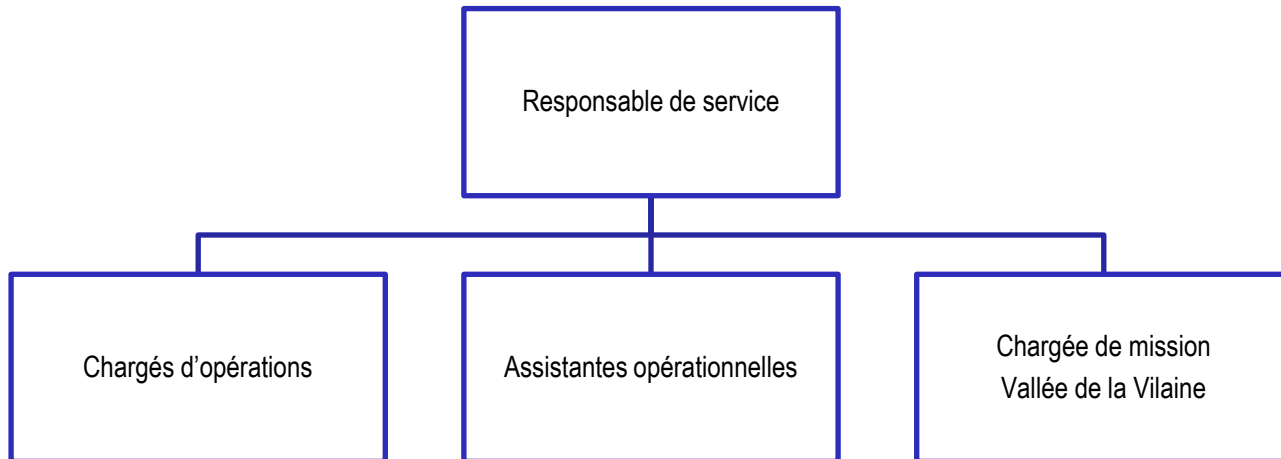 Responsable de service
Chargés d’opérations
Assistantes opérationnelles
Chargée de mission
Vallée de la Vilaine